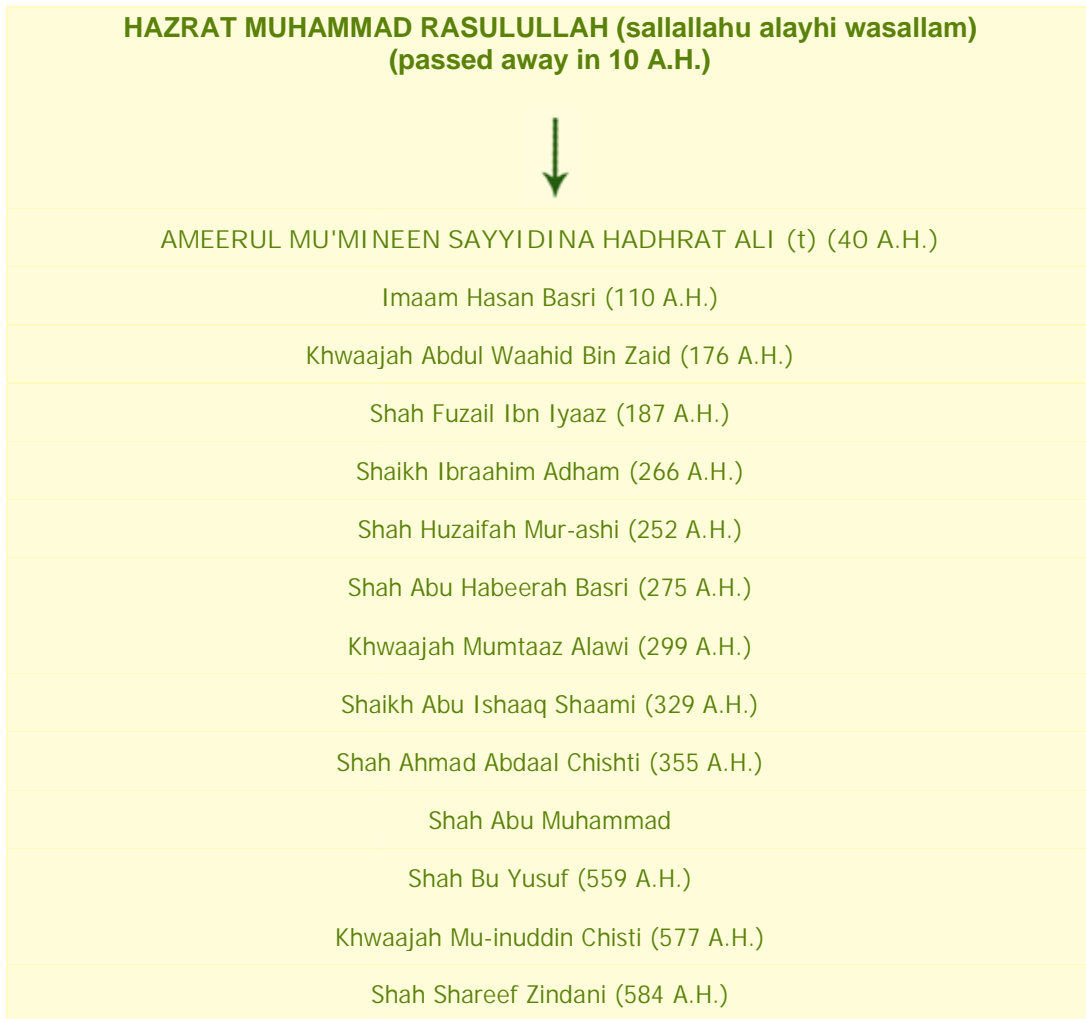 HAZRAT MUHAMMAD RASULULLAH (sallallahu alayhi wasallam)
(passed away in 10 A.H.)
AMEERUL MU'MINEEN SAYYIDINA HADHRAT ALI (t) (40 A.H.)
Imaam Hasan Basri (110 A.H.)
Khwaajah Abdul Waahid Bin Zaid (176 A.H.)
Shah Fuzail Ibn Iyaaz (187 A.H.)
Shaikh Ibraahim Adham (266 A.H.)
Shah Huzaifah Mur-ashi (252 A.H.)
Shah Abu Habeerah Basri (275 A.H.)
Khwaajah Mumtaaz Alawi (299 A.H.)
Shaikh Abu Ishaaq Shaami (329 A.H.)
Shah Ahmad Abdaal Chishti (355 A.H.)
Shah Abu Muhammad
Shah Bu Yusuf (559 A.H.)
Khwaajah Mu-inuddin Chisti (577 A.H.)
Shah Shareef Zindani (584 A.H.)